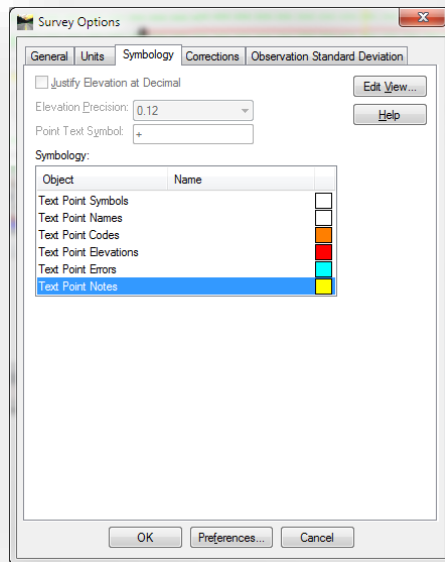 Survey Options
X
General Units Symbology Corrections Observation Standard Deviation
Justify Elevation at Decimal
Edit View...
Elevation Precision: 0.12
Help
Point Text Symbol: +
Symbology:
Object Name
Text Point Symbols
Text Point Names
Text Point Codes
Text Point Elevations
Text Point Errors
Text Point Notes
OK Preferences... Cancel